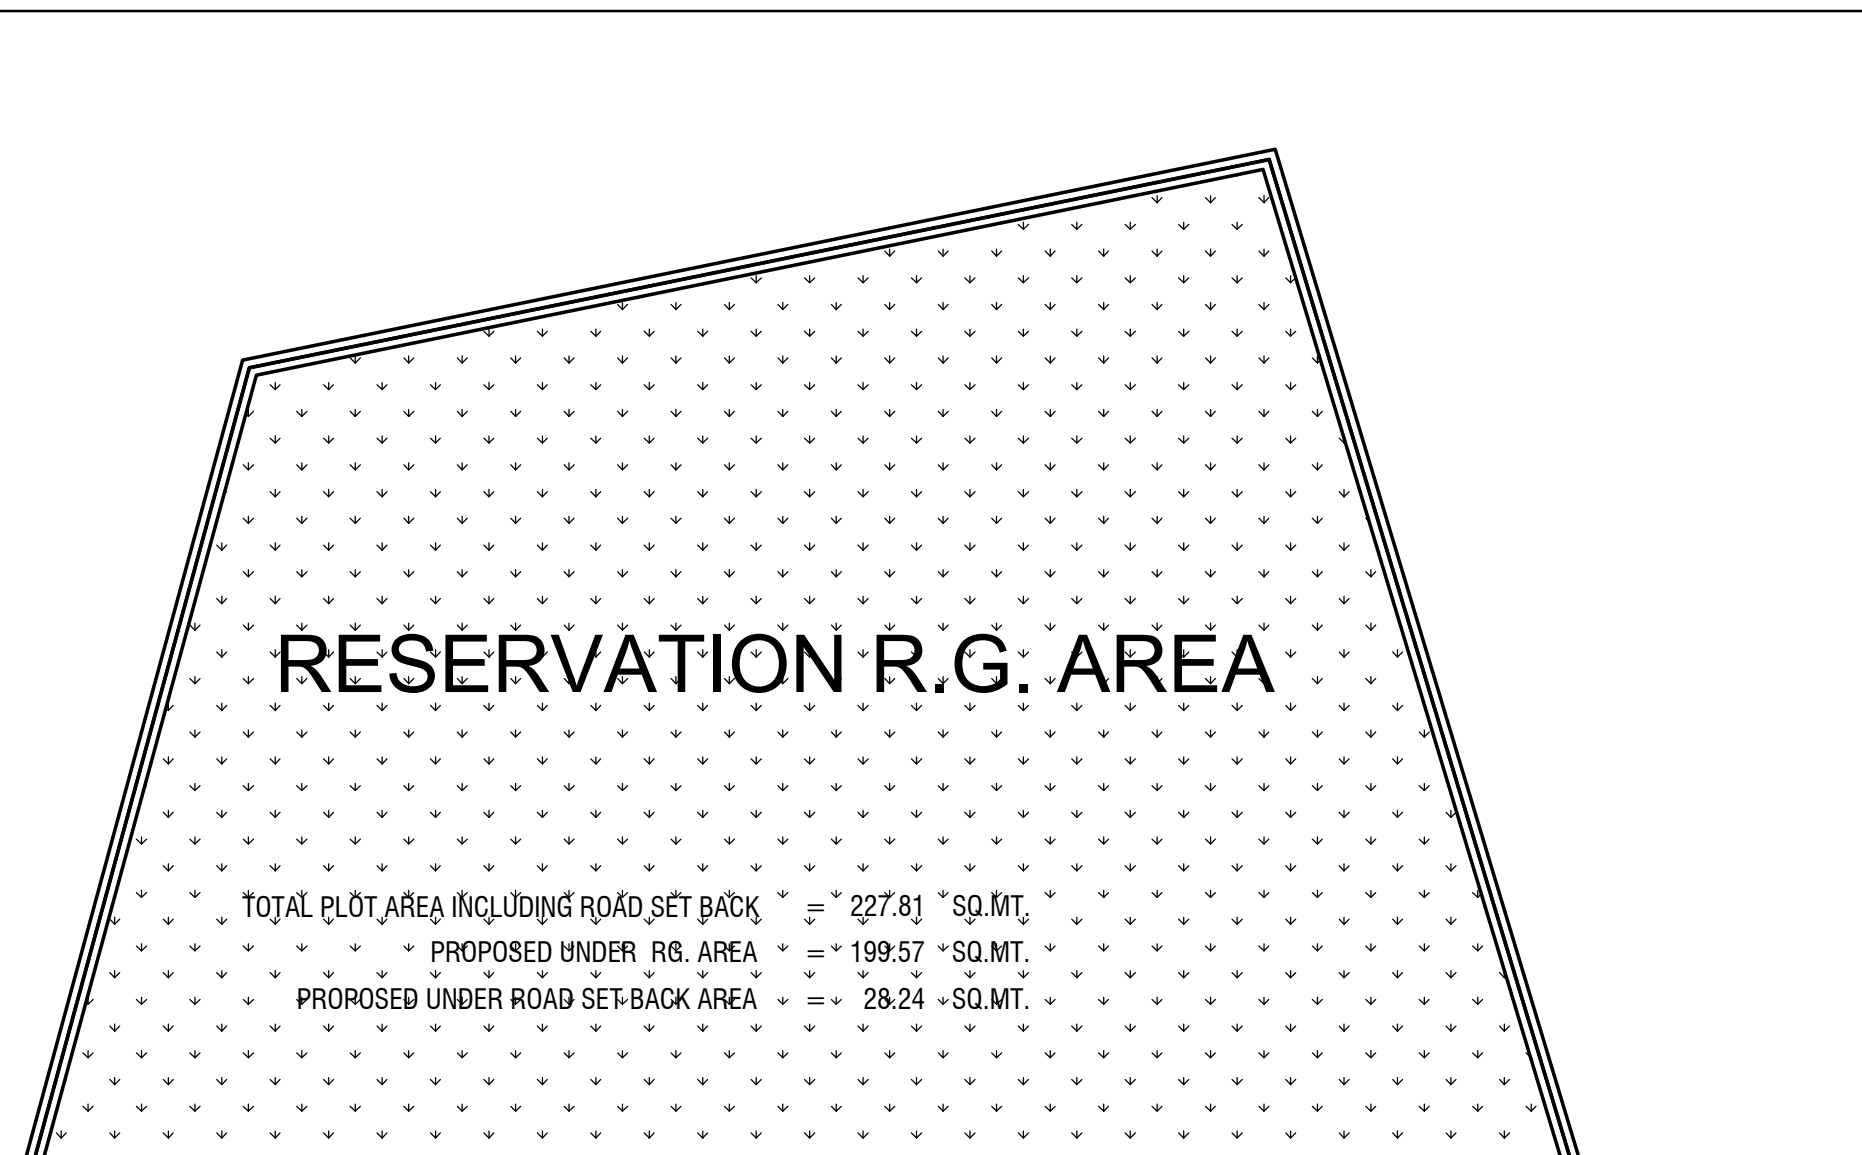 RESERVATION R.G. AREA
TOTAL PLOT AREA INCLUDING ROAD SET BACK = 227.81 SQ.MT.
PROPOSED UNDER RG. AREA = 199.57 SQ.MT.
PROPOSED UNDER ROAD SET BACK AREA = 28.24 SQ.MT.